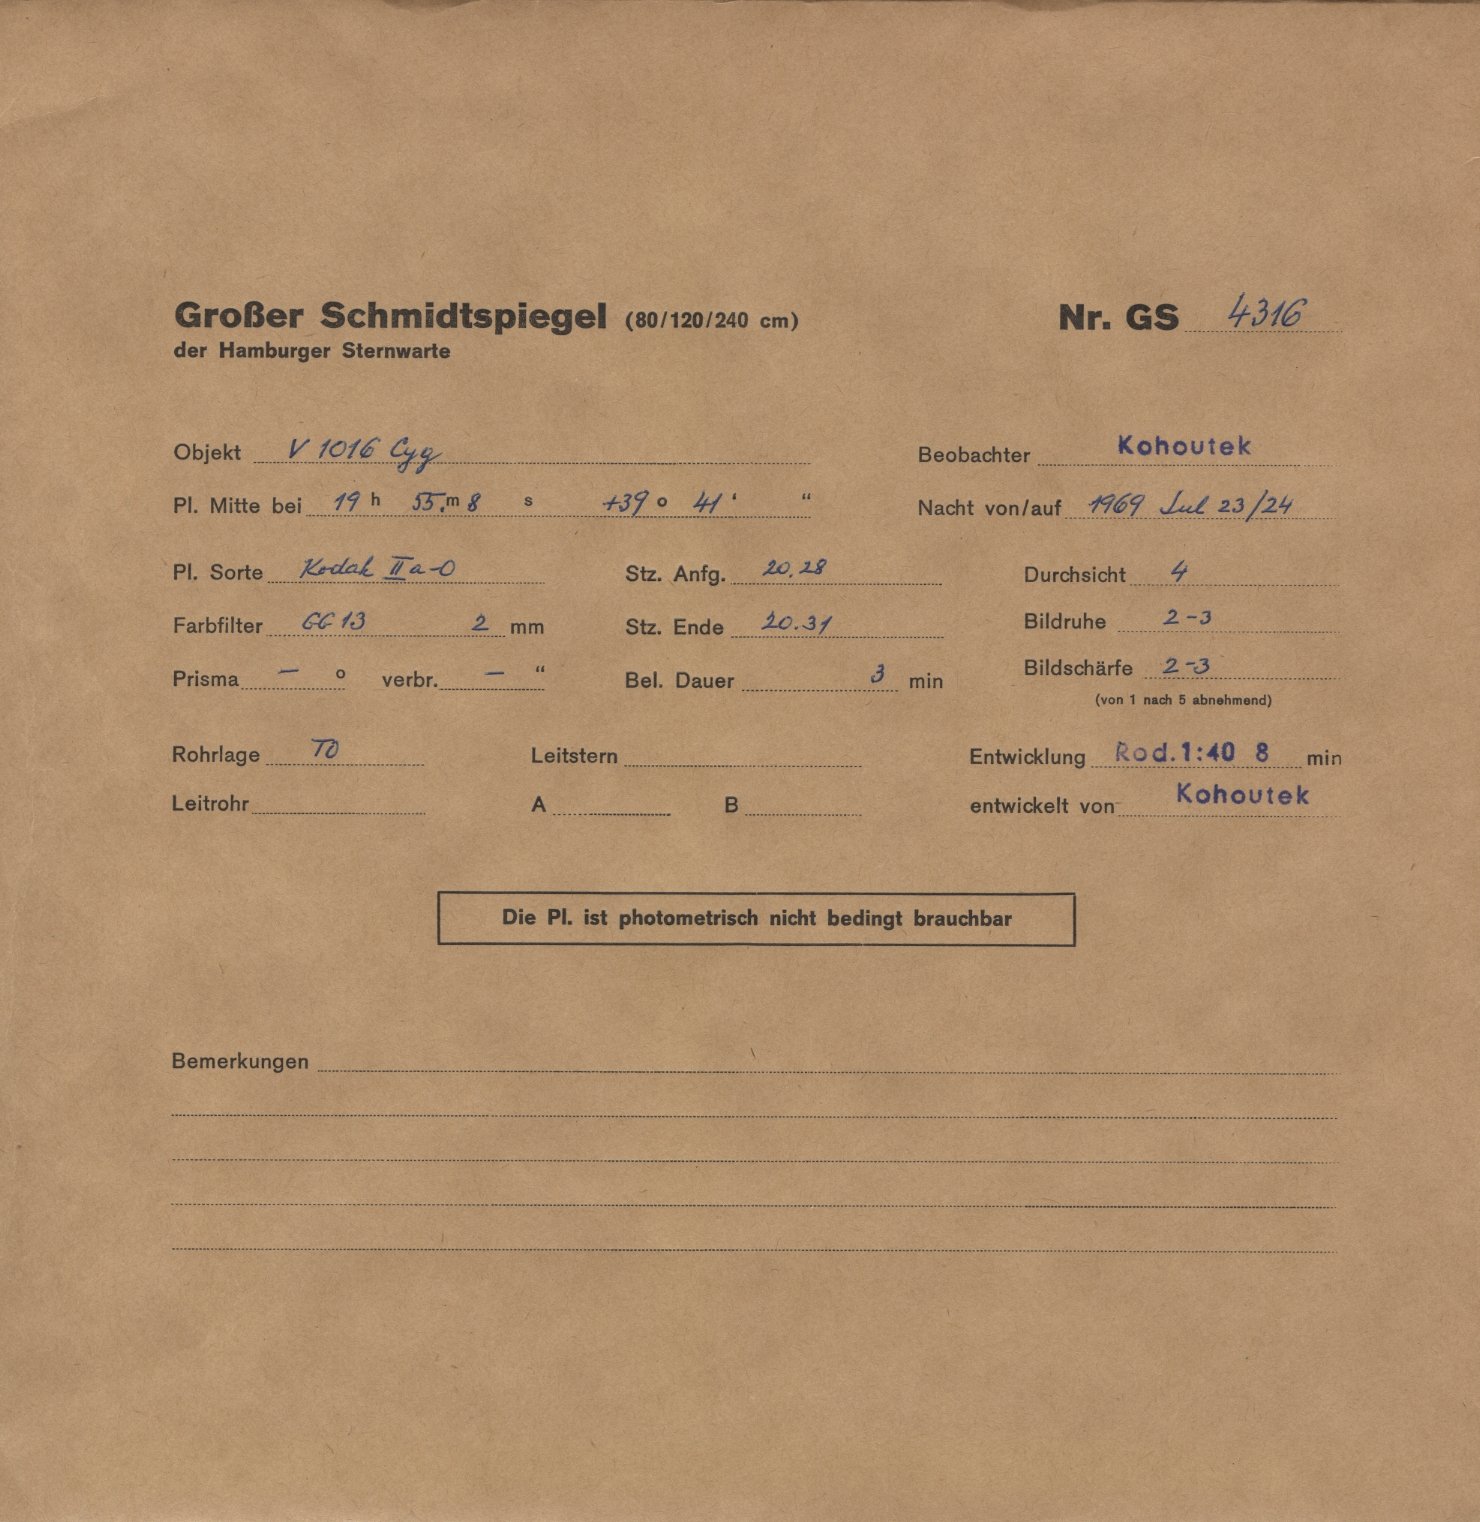 Großer Schmidtspiegel (80/120/240 cm) Nr. GS 4316
der Hamburger Sternwarte
Objekt V 1016 Cyg Beobachter Kohoutek
Pl. Mitte bei 19 h 55.m 8 s +39 o 41 ‘ “ Nacht von/auf 1969 Jul 23/24
Pl. Sorte Kodak IIa-O Stz. Anfg. 20.28 Durchsicht 4
Farbfilter GG 13 2 mm Stz. Ende 20.31 Bildruhe 2-3
Prisma — o verbr. — “ Bel. Dauer 3 min Bildschärfe 2-3
(von 1 nach 5 abnehmend)
Rohrlage TO Leitstern Entwicklung Rod. 1:40 8 min
Leitrohr A B entwickelt von Kohoutek
Die Pl. ist photometrisch nicht bedingt brauchbar
Bemerkungen